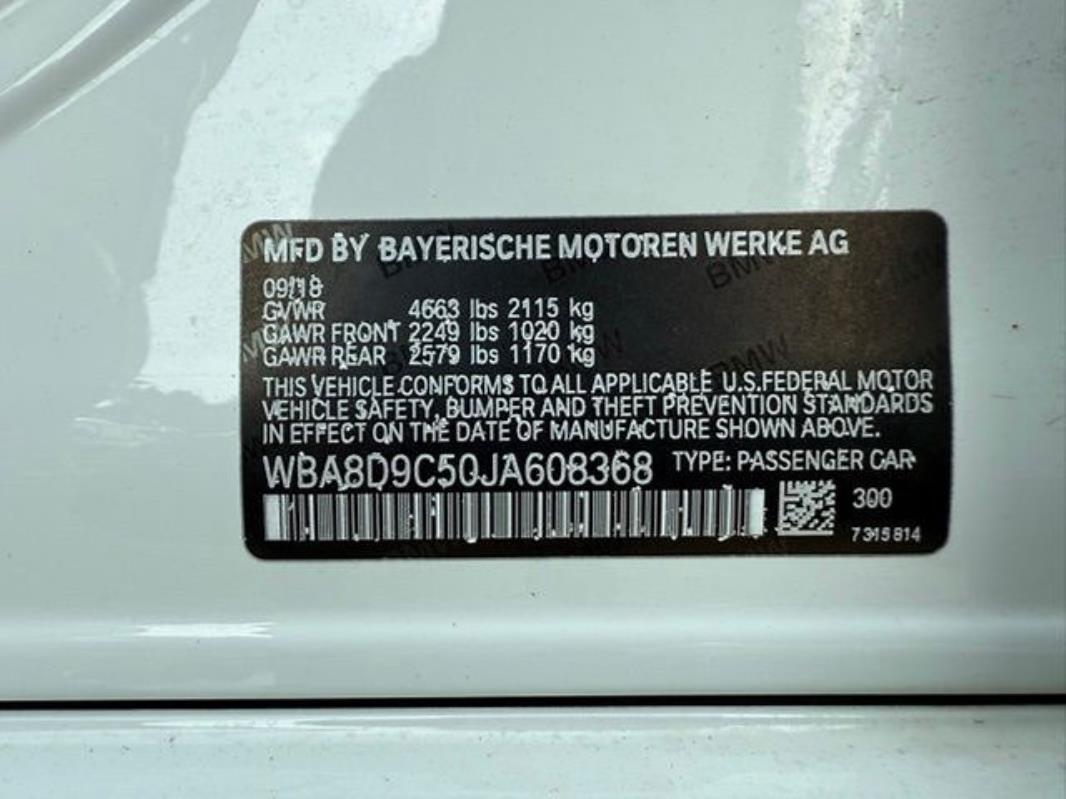 MFD BY BAYERISCHE MOTOREN WERKE AG
09/18
GVWR 4663 lbs 2115 kg
GAWR FRONT 2249 lbs 1020 kg
GAWR REAR 2579 lbs 1170 kg
THIS VEHICLE CONFORMS TO ALL APPLICABLE U.S.FEDERAL MOTOR
VEHICLE SAFETY, BUMPER AND THEFT PREVENTION STANDARDS
IN EFFECT ON THE DATE OF MANUFACTURE SHOWN ABOVE.
WBA8D9C50JA608368 TYPE: PASSENGER CAR
300
7315814